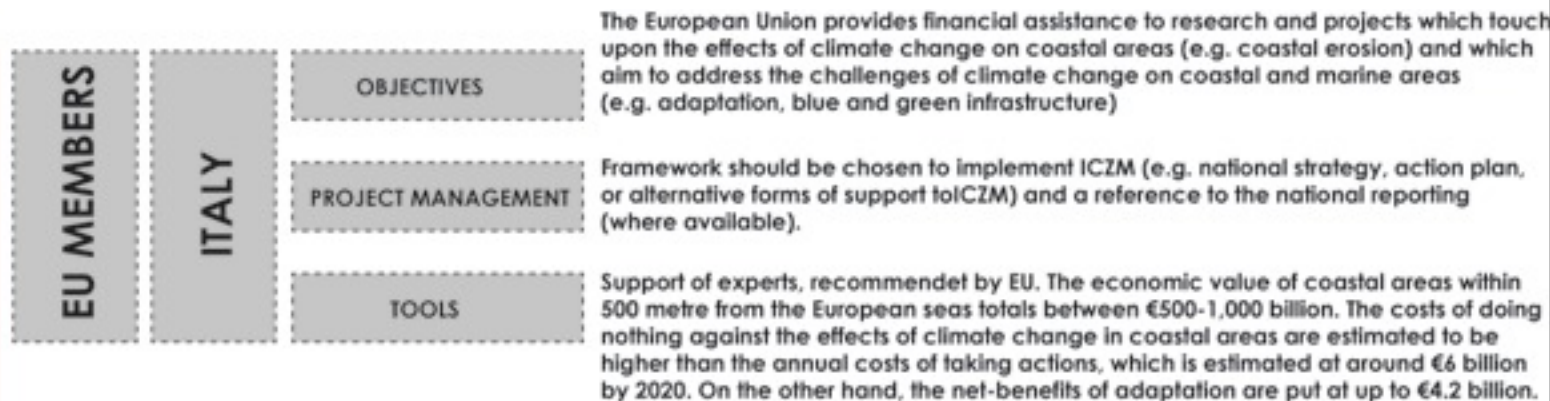 EU MEMBERS
ITALY
OBJECTIVES
The European Union provides financial assistance to research and projects which touch
upon the effects of climate change on coastal areas (e.g. coastal erosion) and which
aim to address the challenges of climate change on coastal and marine areas
(e.g. adaptation, blue and green infrastructure)
PROJECT MANAGEMENT
Framework should be chosen to implement ICZM (e.g. national strategy, action plan,
or alternative forms of support toICZM) and a reference to the national reporting
(where available).
TOOLS
Support of experts, recommendet by EU. The economic value of coastal areas within
500 metre from the European seas totals between €500-1,000 billion. The costs of doing
nothing against the effects of climate change in coastal areas are estimated to be
higher than the annual costs of taking actions, which is estimated at around €6 billion
by 2020. On the other hand, the net-benefits of adaptation are put at up to €4.2 billion.